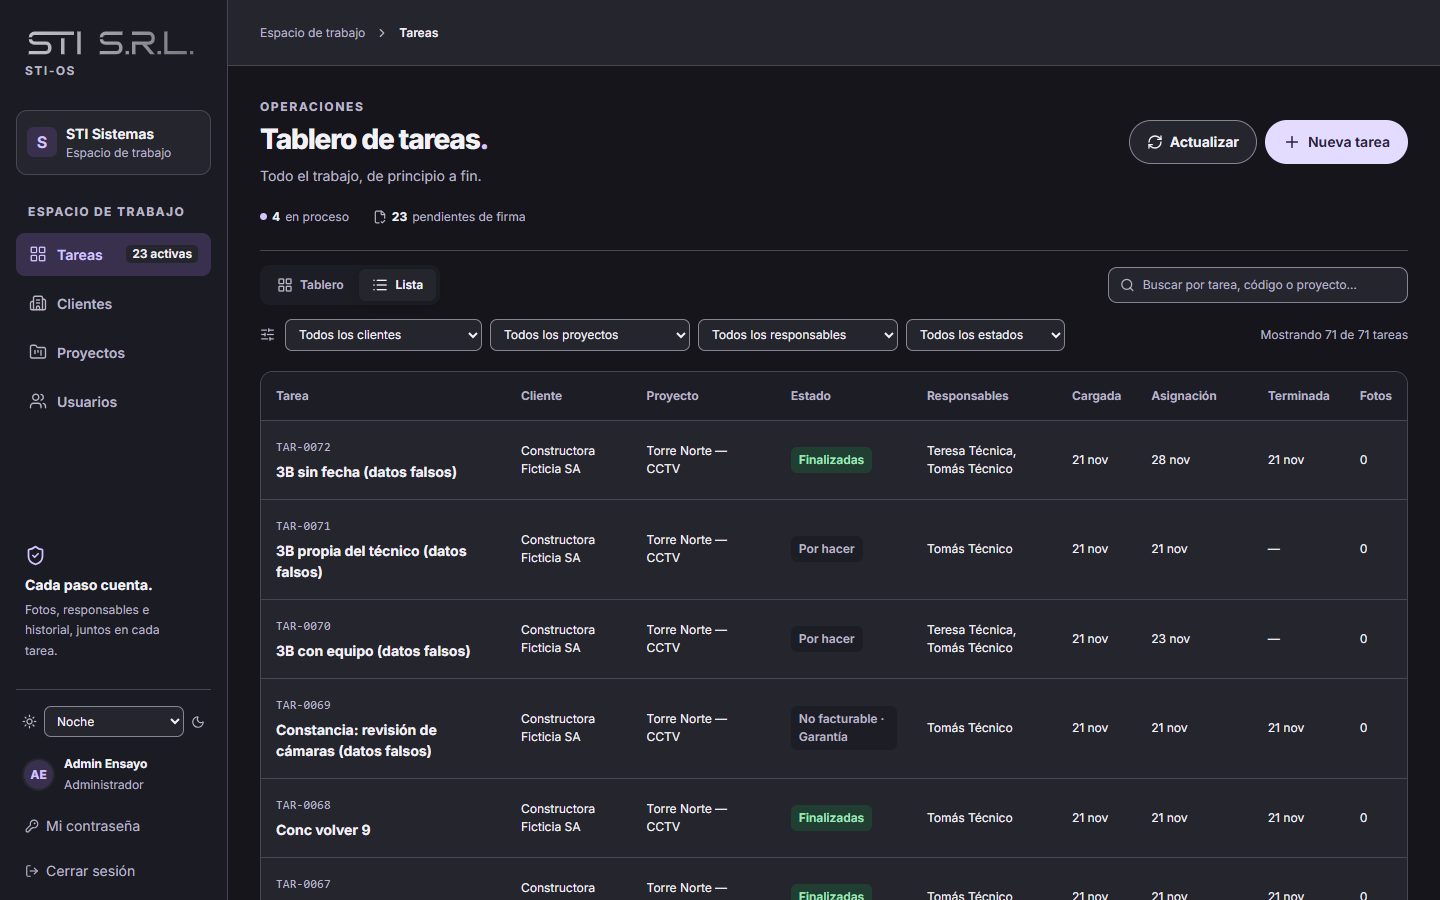 STI S.R.L.
STI-OS
S
STI Sistemas
Espacio de trabajo
ESPACIO DE TRABAJO
Tareas
23 activas
Clientes
Proyectos
Usuarios
Cada paso cuenta.
Fotos, responsables e
historial, juntos en cada
tarea.
Noche
AE
Admin Ensayo
Administrador
Mi contraseña
Cerrar sesión
Espacio de trabajo > Tareas
OPERACIONES
Tablero de tareas.
Todo el trabajo, de principio a fin.
4 en proceso
23 pendientes de firma
Actualizar
+ Nueva tarea
Tablero
Lista
Buscar por tarea, código o proyecto...
Todos los clientes
Todos los proyectos
Todos los responsables
Todos los estados
Mostrando 71 de 71 tareas
Tarea Cliente Proyecto Estado Responsables Cargada Asignación Terminada Fotos
TAR-0072
3B sin fecha (datos falsos)
Constructora
Ficticia SA
Torre Norte —
CCTV
Finalizadas
Teresa Técnica,
Tomás Técnico
21 nov
28 nov
21 nov
0
TAR-0071
3B propia del técnico (datos
falsos)
Constructora
Ficticia SA
Torre Norte —
CCTV
Por hacer
Tomás Técnico
21 nov
21 nov
—
0
TAR-0070
3B con equipo (datos falsos)
Constructora
Ficticia SA
Torre Norte —
CCTV
Por hacer
Teresa Técnica,
Tomás Técnico
21 nov
23 nov
—
0
TAR-0069
Constancia: revisión de
cámaras (datos falsos)
Constructora
Ficticia SA
Torre Norte —
CCTV
No facturable ·
Garantía
Tomás Técnico
21 nov
21 nov
21 nov
0
TAR-0068
Conc volver 9
Constructora
Ficticia SA
Torre Norte —
CCTV
Finalizadas
Tomás Técnico
21 nov
21 nov
21 nov
0
TAR-0067
Constructora
Torre Norte —
Finalizadas
Tomás Técnico
21 nov
21 nov
21 nov
0